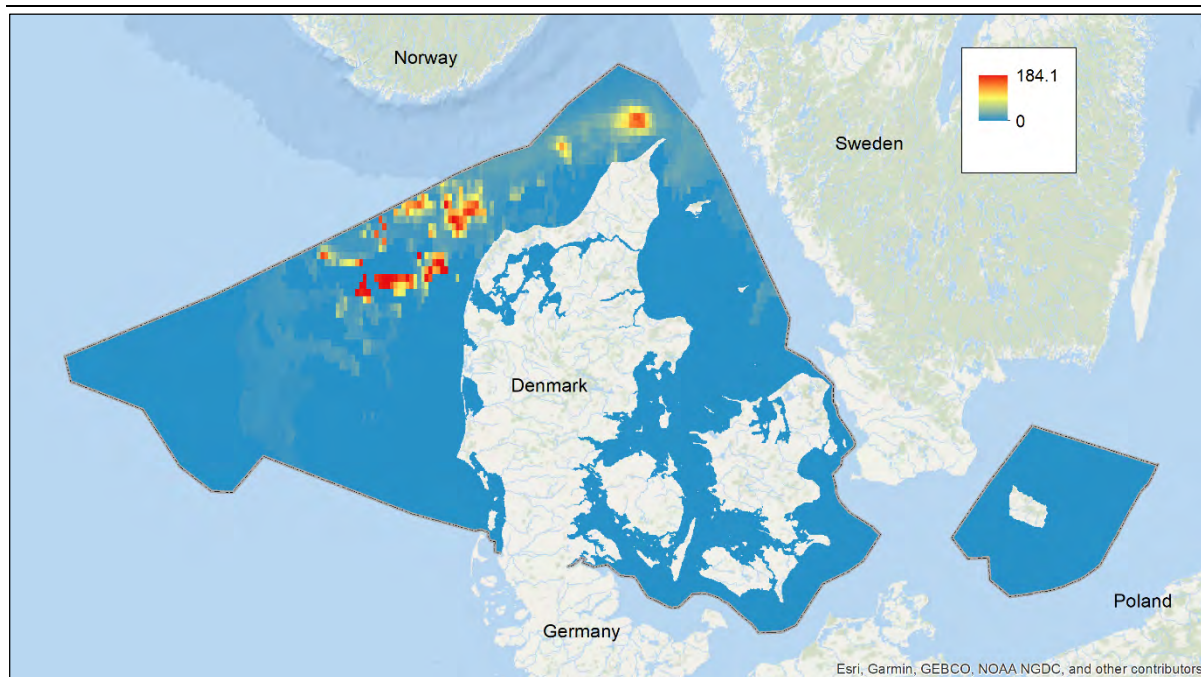 Norway
184.1
0
Sweden
Denmark
Poland
Germany
Esri, Garmin, GEBCO, NOAA NGDC, and other contributors